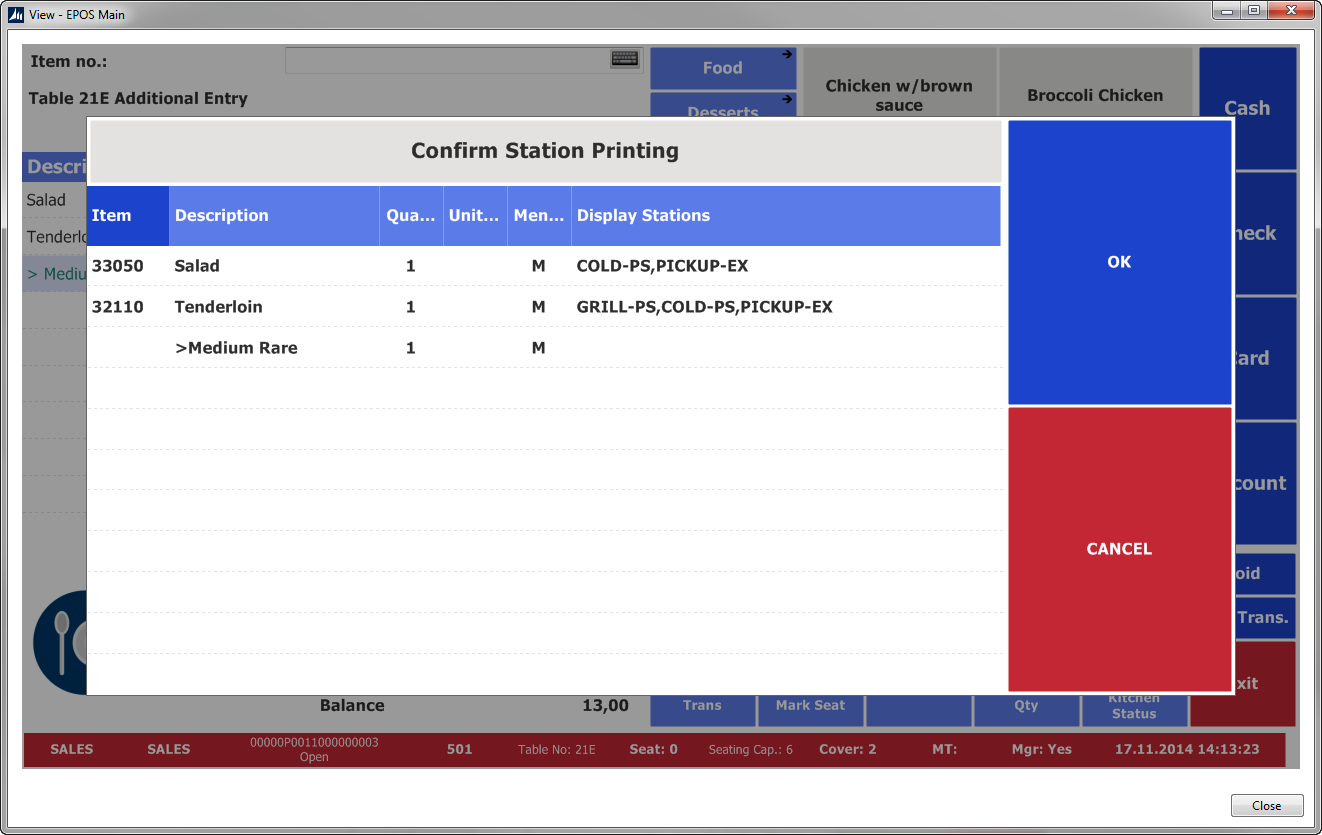 View - EPOS Main
Item no.:
Food
Chicken w/brown
sauce
Broccoli Chicken
Cash
Table 21E Additional Entry
Desserts
Confirm Station Printing
Descri
Salad
Tenderlo
> Mediu
Item Description Qua... Unit... Men... Display Stations
33050 Salad 1 M COLD-PS,PICKUP-EX
32110 Tenderloin 1 M GRILL-PS,COLD-PS,PICKUP-EX
>Medium Rare 1 M
OK
CANCEL
heck
ard
count
oid
Trans.
xit
Balance 13,00
Trans
Mark Seat
Qty
Kitchen
Status
SALES SALES 00000P0011000000003
Open
501 Table No: 21E Seat: 0 Seating Cap.: 6 Cover: 2 MT: Mgr: Yes 17.11.2014 14:13:23
Close